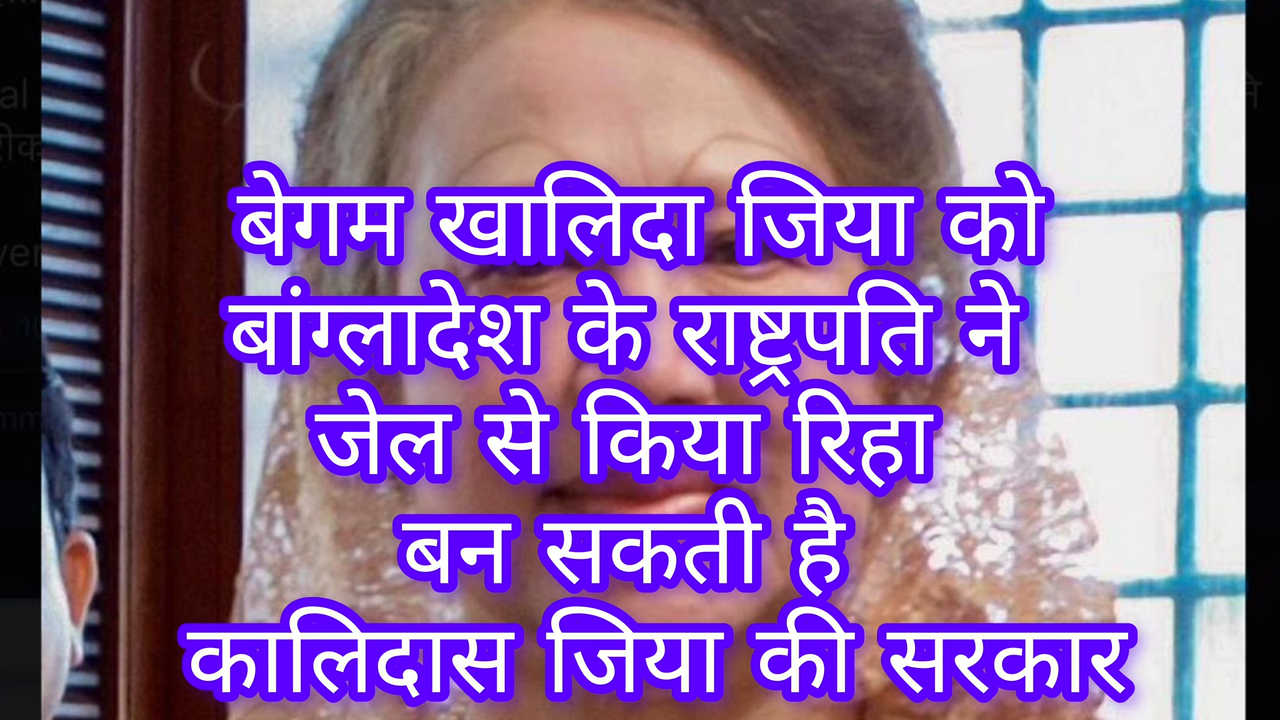 बेगम खालिदा जिया को
बांग्लादेश के राष्ट्रपति ने
जेल से किया रिहा
बन सकती है
कालिदास जिया की सरकार